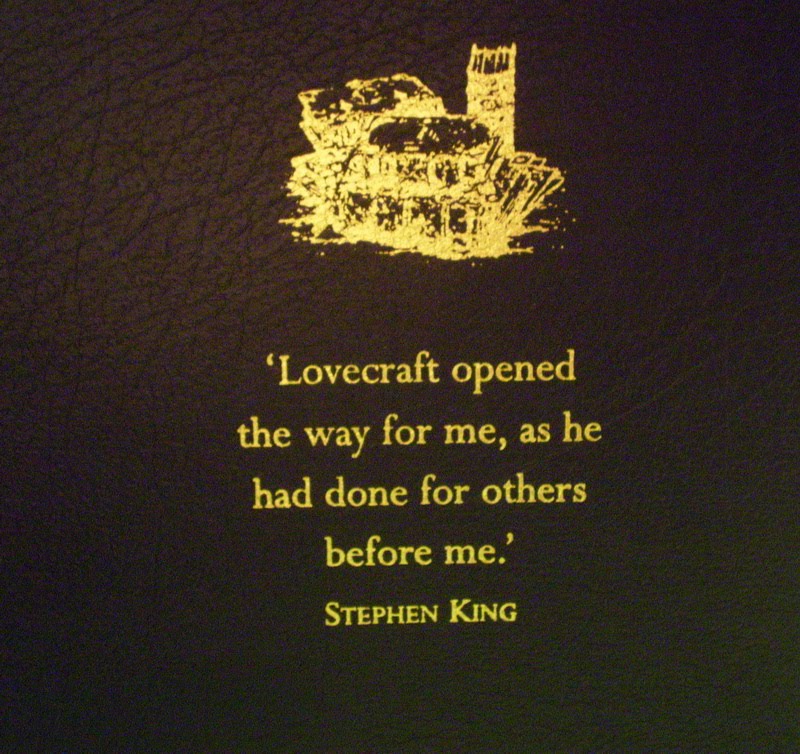 ‘Lovecraft opened
the way for me, as he
had done for others
before me.’
STEPHEN KING